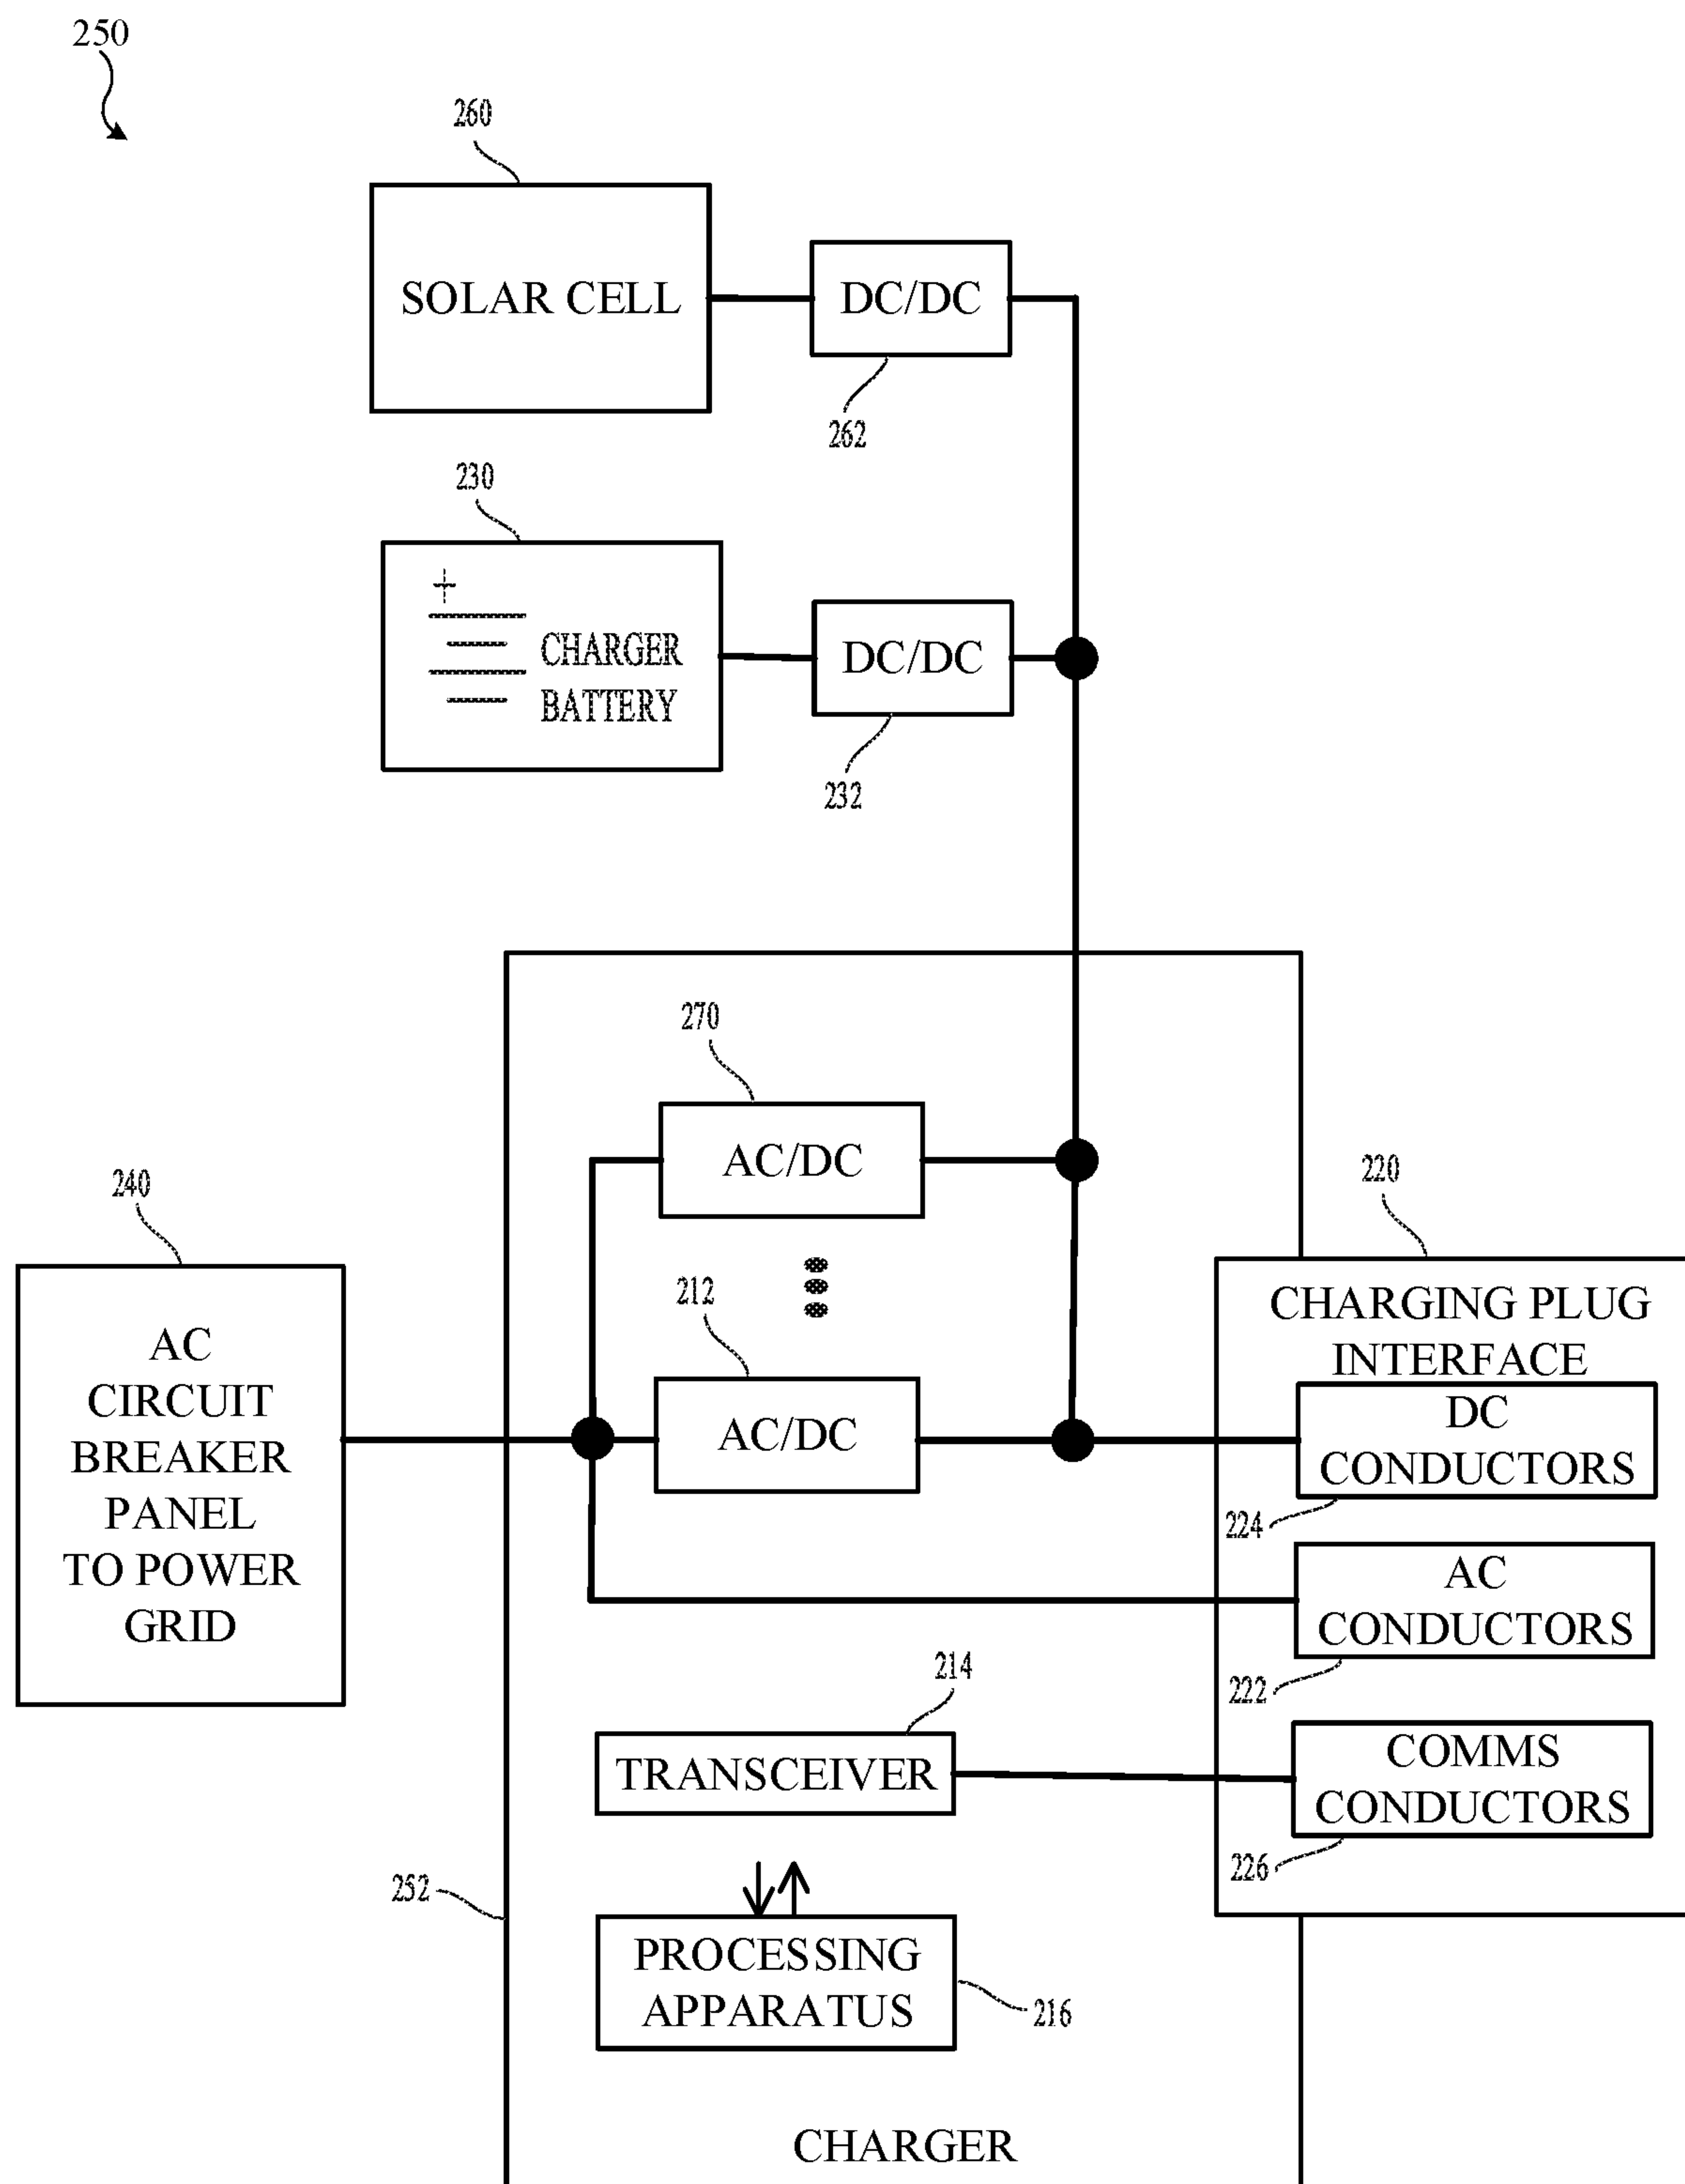 250
260
SOLAR CELL
DC/DC
262
230
+
CHARGER
BATTERY
DC/DC
232
270
AC/DC
240
AC
CIRCUIT
BREAKER
PANEL
TO POWER
GRID
212
AC/DC
220
CHARGING PLUG
INTERFACE
DC
CONDUCTORS
224
AC
CONDUCTORS
222
214
TRANSCEIVER
COMMS
CONDUCTORS
226
252
PROCESSING
APPARATUS
216
CHARGER